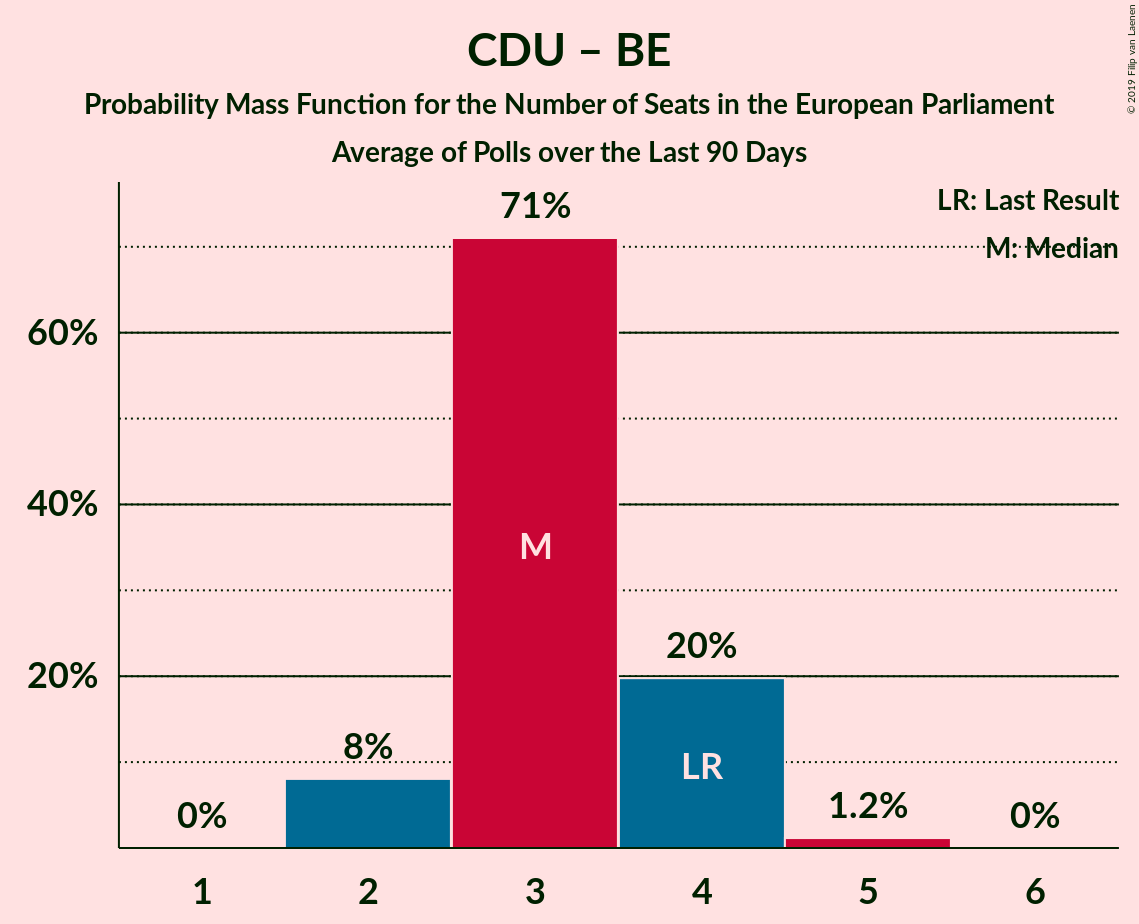 CDU – BE
Probability Mass Function for the Number of Seats in the European Parliament
Average of Polls over the Last 90 Days
© 2019 Filip van Laenen
LR: Last Result
M: Median
71%
60%
40%
M
20%
20%
8%
LR
0%
1.2%
0%
1 2 3 4 5 6